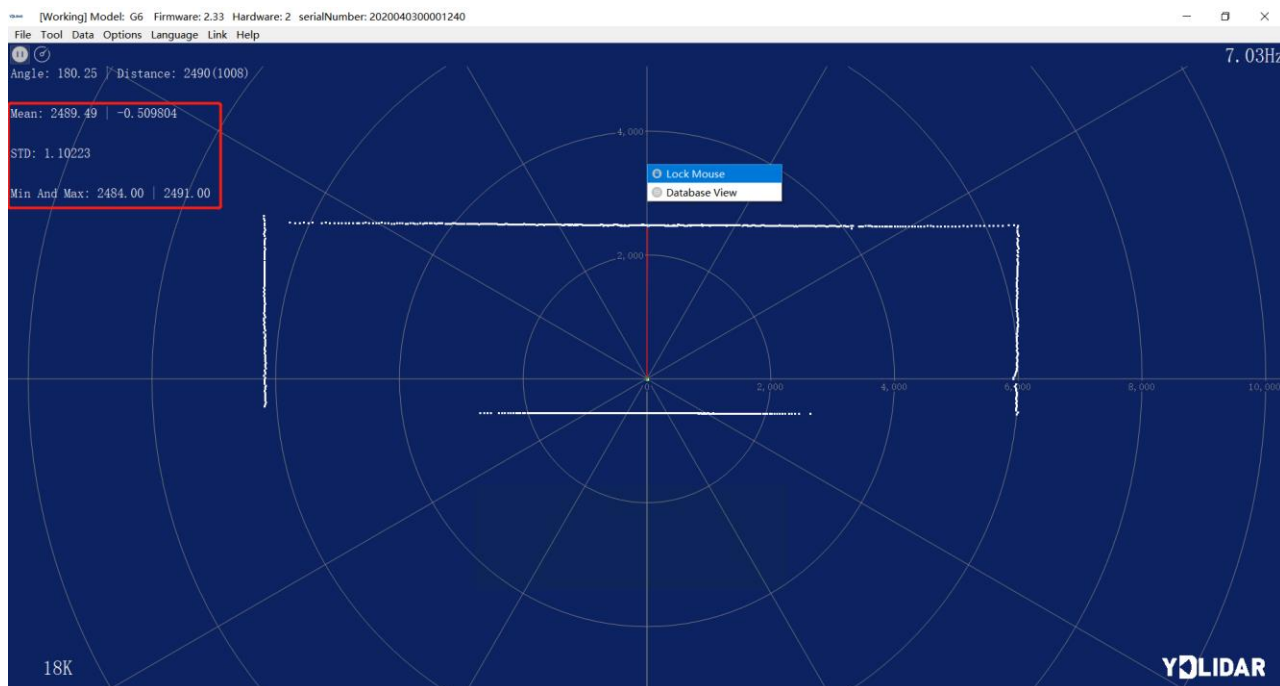 YDLIDAR [Working] Model: G6 Firmware: 2.33 Hardware: 2 serialNumber: 2020040300001240
File Tool Data Options Language Link Help
7.03Hz
Angle: 180.25 | Distance: 2490(1008)
Mean: 2489.49 | -0.509804
STD: 1.10223
Min And Max: 2484.00 | 2491.00
4,000
Lock Mouse
Database View
2,000
0 2,000 4,000 6,000 8,000 10,000
18K
YDLIDAR